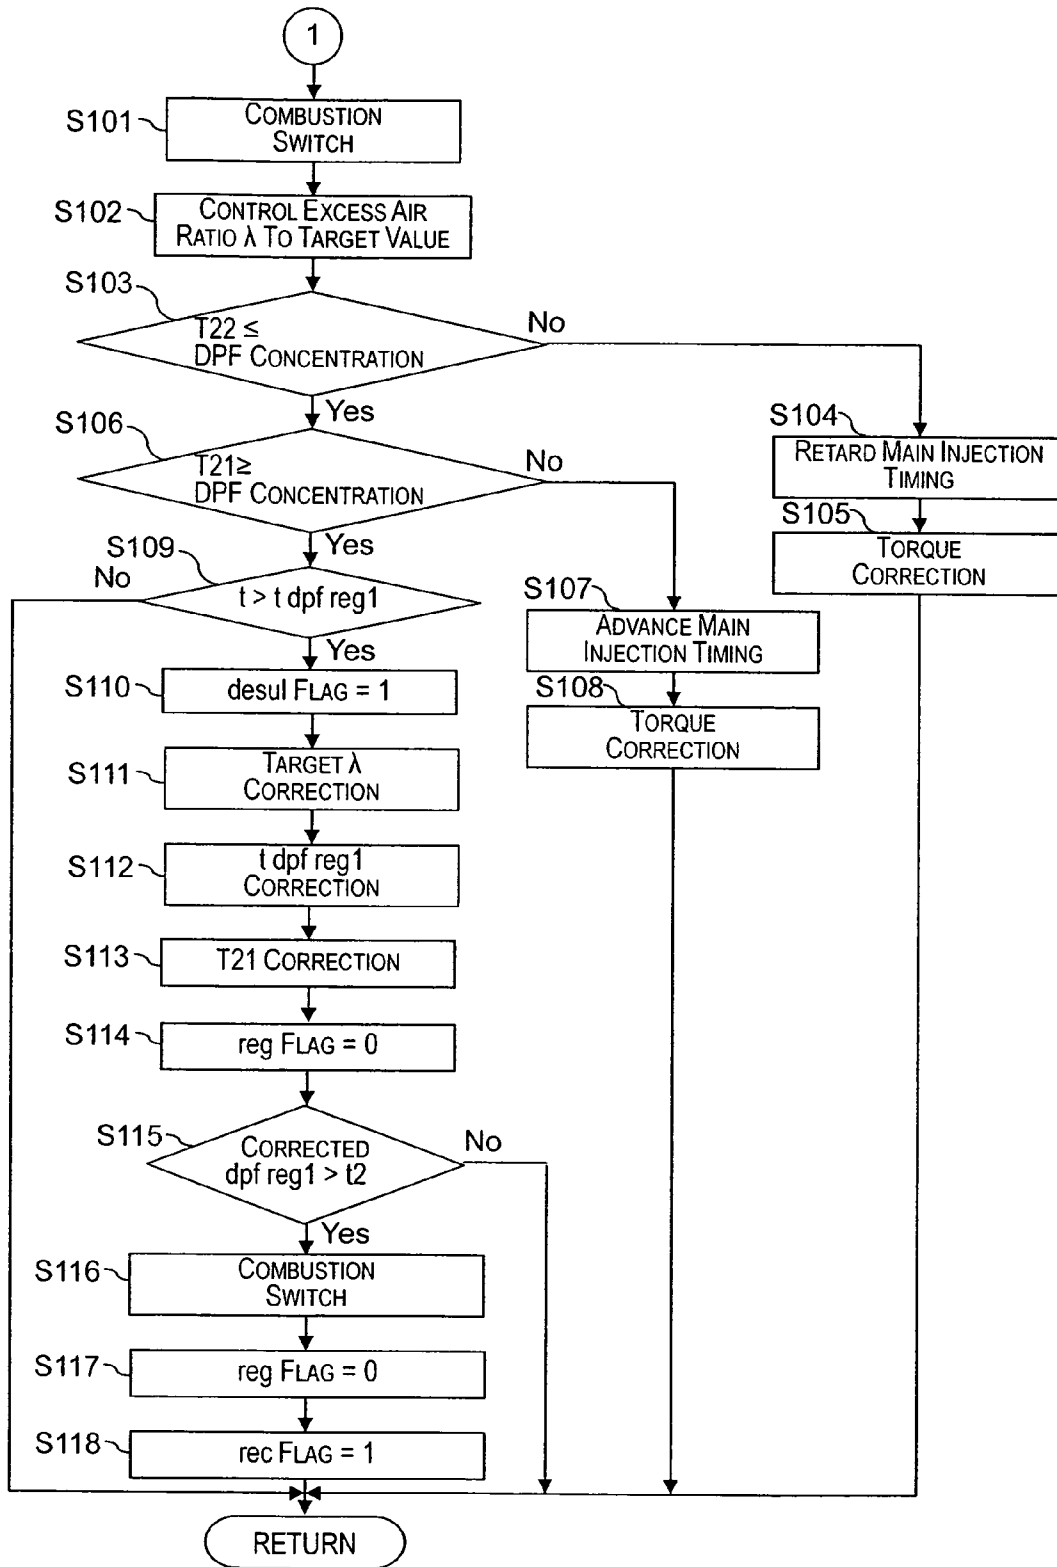 1
S101
COMBUSTION
SWITCH
S102
CONTROL EXCESS AIR
RATIO λ TO TARGET VALUE
S103
T22 ≤
DPF CONCENTRATION
No
Yes
S104
RETARD MAIN INJECTION
TIMING
S105
TORQUE
CORRECTION
S106
T21≥
DPF CONCENTRATION
No
Yes
S107
ADVANCE MAIN
INJECTION TIMING
S108
TORQUE
CORRECTION
S109
t > t dpf reg1
No
Yes
S110
desul FLAG = 1
S111
TARGET λ
CORRECTION
S112
t dpf reg1
CORRECTION
S113
T21 CORRECTION
S114
reg FLAG = 0
S115
CORRECTED
dpf reg1 > t2
No
Yes
S116
COMBUSTION
SWITCH
S117
reg FLAG = 0
S118
rec FLAG = 1
RETURN